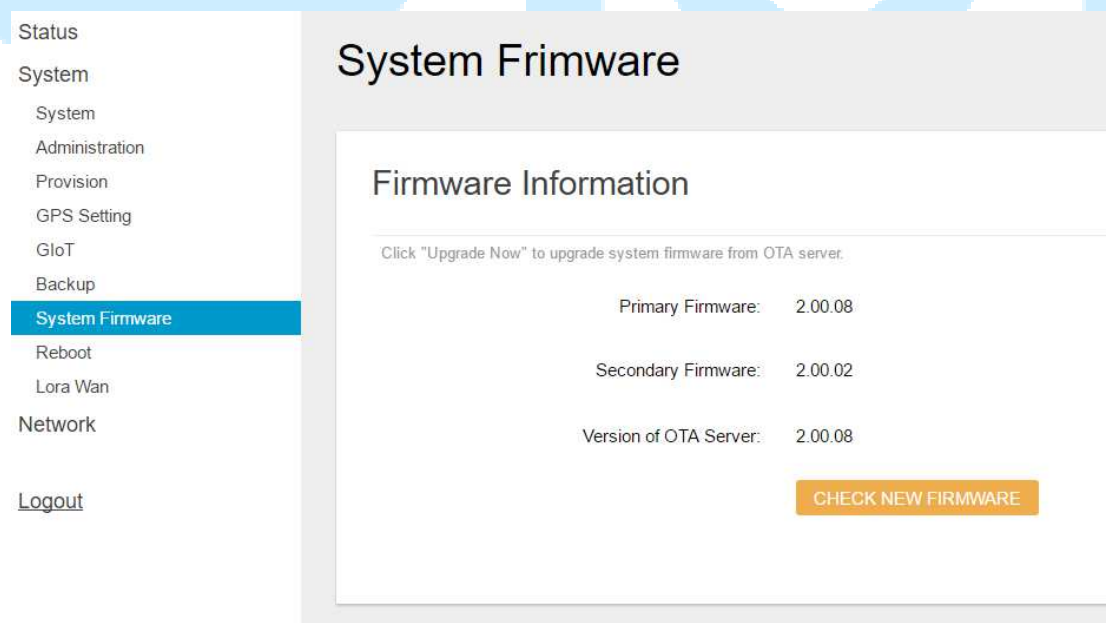 Status
System
System
Administration
Provision
GPS Setting
GIoT
Backup
System Firmware
Reboot
Lora Wan
Network
Logout
System Frimware
Firmware Information
Click "Upgrade Now" to upgrade system firmware from OTA server.
Primary Firmware: 2.00.08
Secondary Firmware: 2.00.02
Version of OTA Server: 2.00.08
CHECK NEW FIRMWARE